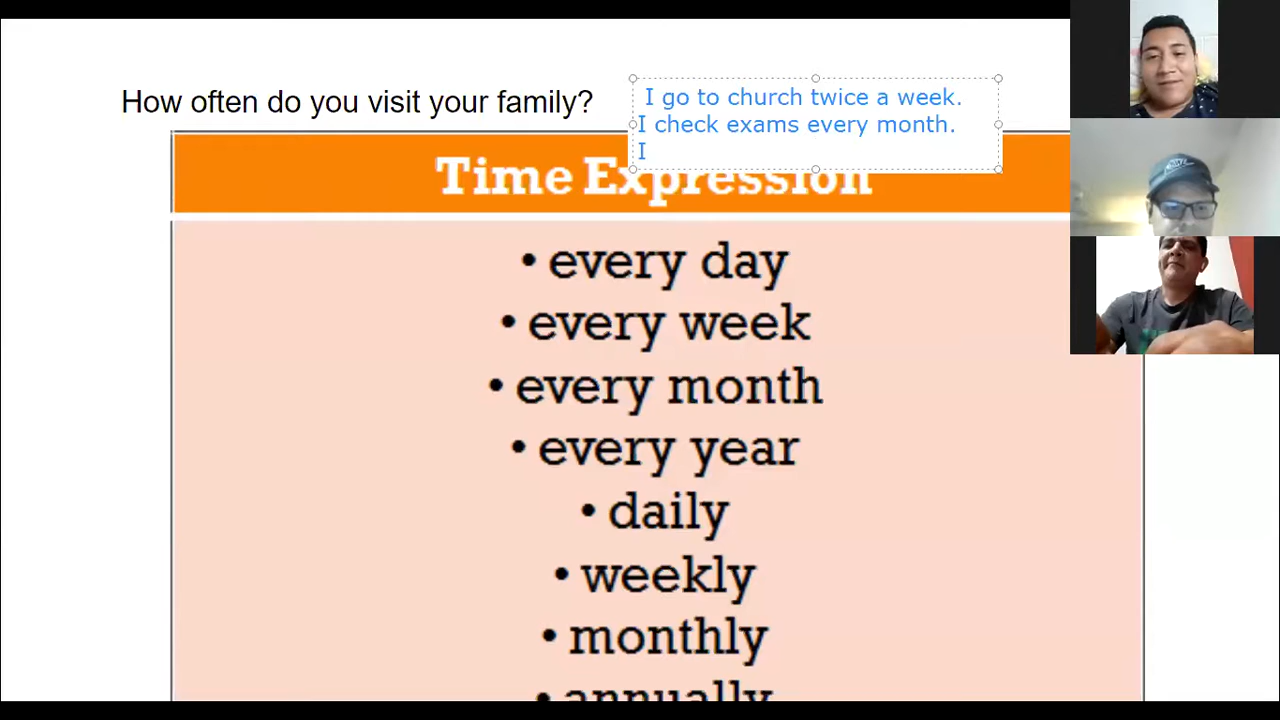 How often do you visit your family?
I go to church twice a week.
I check exams every month.
I
Time Expression
• every day
• every week
• every month
• every year
• daily
• weekly
• monthly
• annually